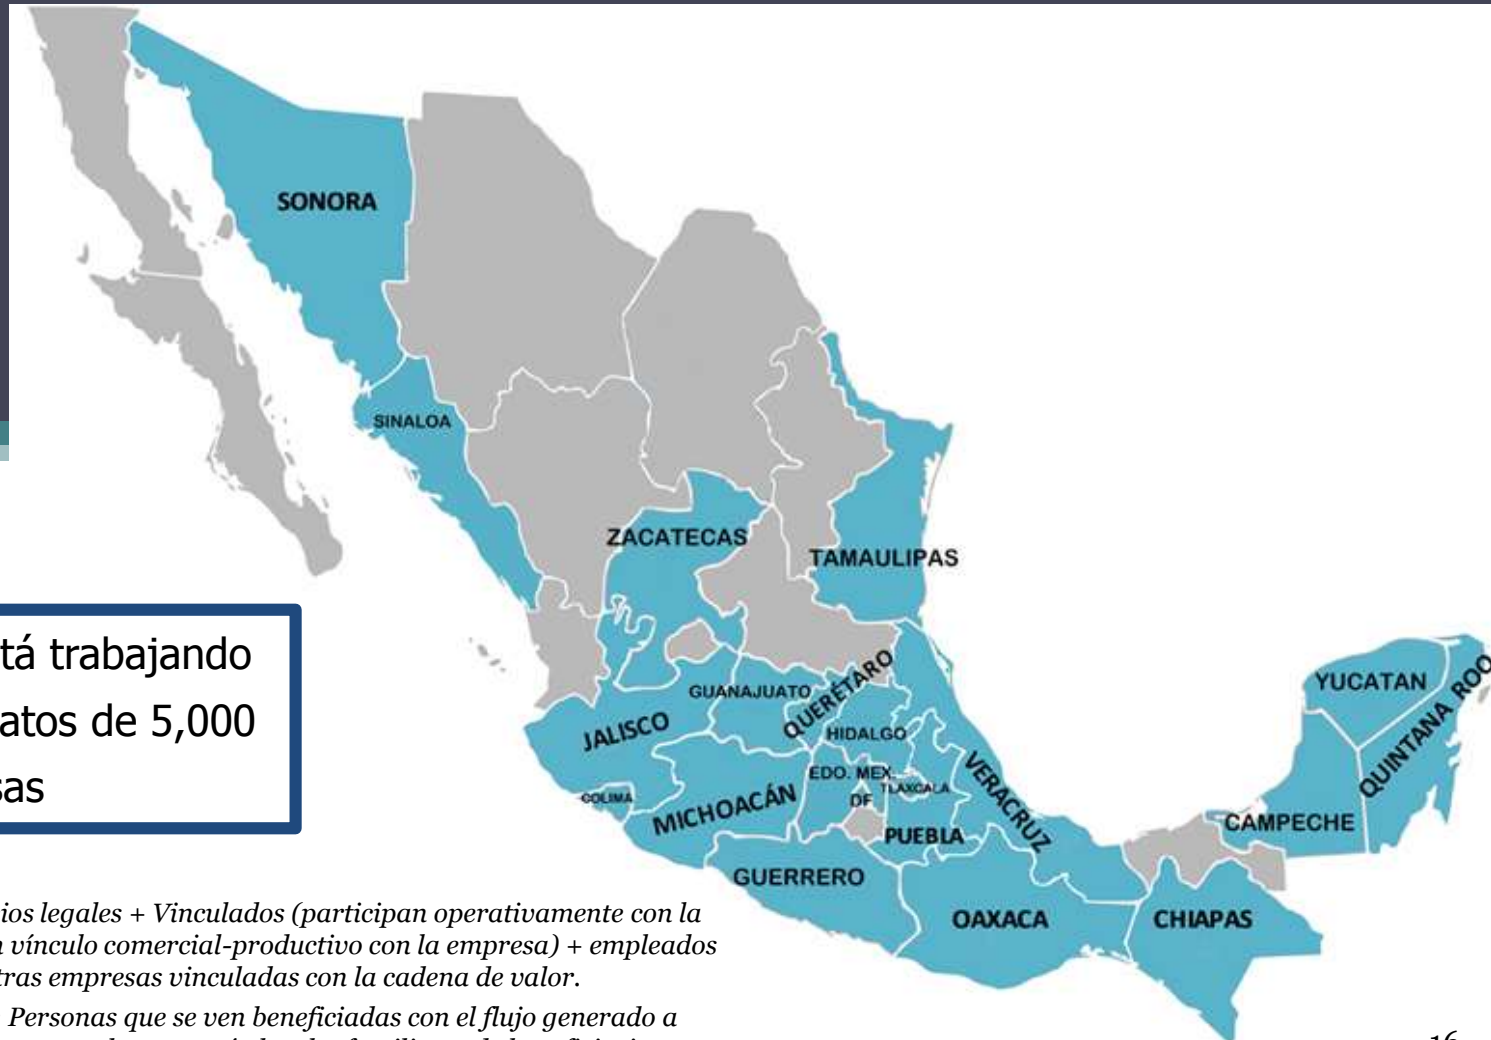 SONORA
SINALOA
ZACATECAS
TAMAULIPAS
GUANAJUATO
QUERÉTARO
JALISCO
HIDALGO
YUCATAN
QUINTANA ROO
EDO. MEX.
TLAXCALA
DF
VERACRUZ
COLIMA
MICHOACÁN
PUEBLA
CAMPECHE
GUERRERO
OAXACA
CHIAPAS
tá trabajando
atos de 5,000
sas
ios legales + Vinculados (participan operativamente con la
n vínculo comercial-productivo con la empresa) + empleados
tras empresas vinculadas con la cadena de valor.
Personas que se ven beneficiadas con el flujo generado a
16